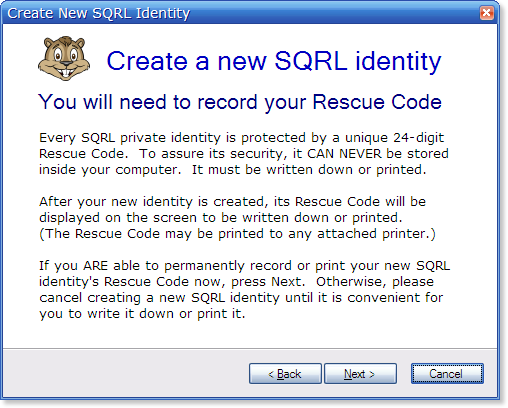 Create New SQRL Identity
Create a new SQRL identity
You will need to record your Rescue Code
Every SQRL private identity is protected by a unique 24-digit
Rescue Code.  To assure its security, it CAN NEVER be stored
inside your computer.  It must be written down or printed.
After your new identity is created, its Rescue Code will be
displayed on the screen to be written down or printed.
(The Rescue Code may be printed to any attached printer.)
If you ARE able to permanently record or print your new SQRL
identity's Rescue Code now, press Next.  Otherwise, please
cancel creating a new SQRL identity until it is convenient for
you to write it down or print it.
< Back    Next >    Cancel